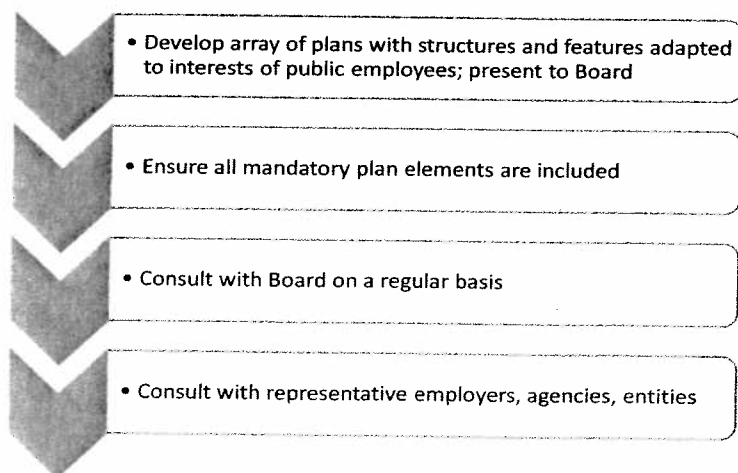 • Develop array of plans with structures and features adapted
to interests of public employees; present to Board
• Ensure all mandatory plan elements are included
• Consult with Board on a regular basis
• Consult with representative employers, agencies, entities